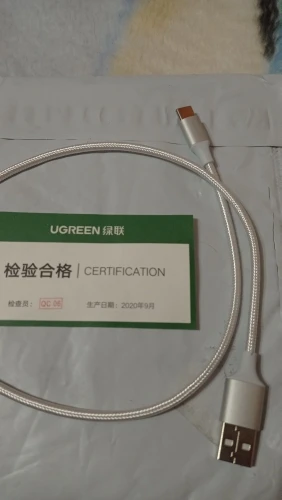 UGREEN 绿联
检验合格 | CERTIFICATION
检查员: QC 06 生产日期: 2020年9月